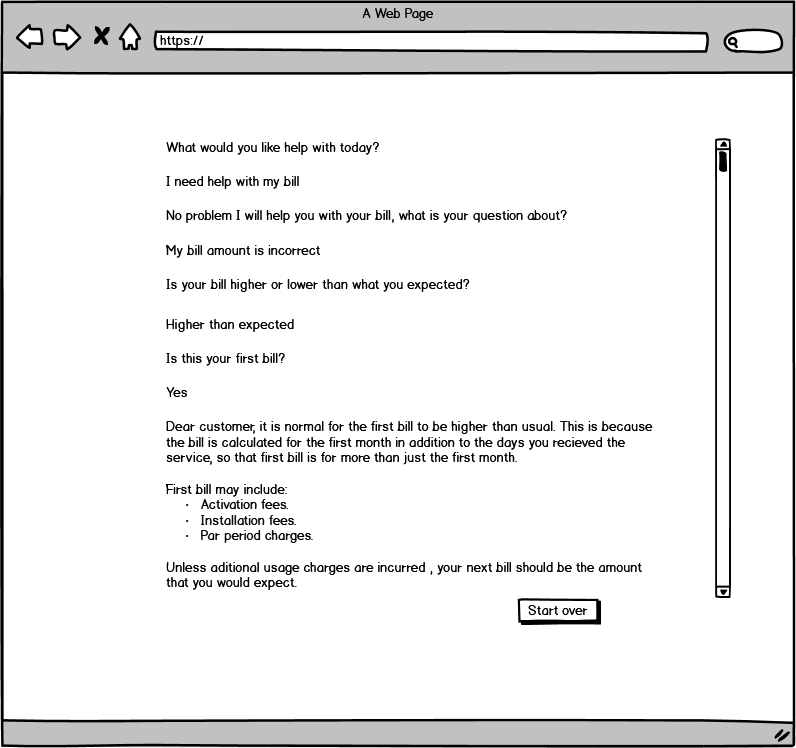 A Web Page
https://
What would you like help with today?
I need help with my bill
No problem I will help you with your bill, what is your question about?
My bill amount is incorrect
Is your bill higher or lower than what you expected?
Higher than expected
Is this your first bill?
Yes
Dear customer, it is normal for the first bill to be higher than usual. This is because
the bill is calculated for the first month in addition to the days you recieved the
service, so that first bill is for more than just the first month.
First bill may include:
· Activation fees.
· Installation fees.
· Par period charges.
Unless aditional usage charges are incurred , your next bill should be the amount
that you would expect.
Start over